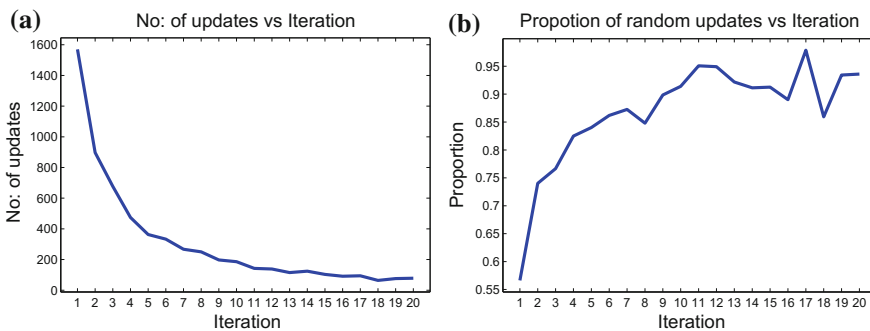 (a)
No: of updates vs Iteration
No: of updates
1600
1400
1200
1000
800
600
400
200
0
1 2 3 4 5 6 7 8 9 10 11 12 13 14 15 16 17 18 19 20
Iteration
(b)
Propotion of random updates vs Iteration
Proportion
0.95
0.9
0.85
0.8
0.75
0.7
0.65
0.6
0.55
1 2 3 4 5 6 7 8 9 10 11 12 13 14 15 16 17 18 19 20
Iteration